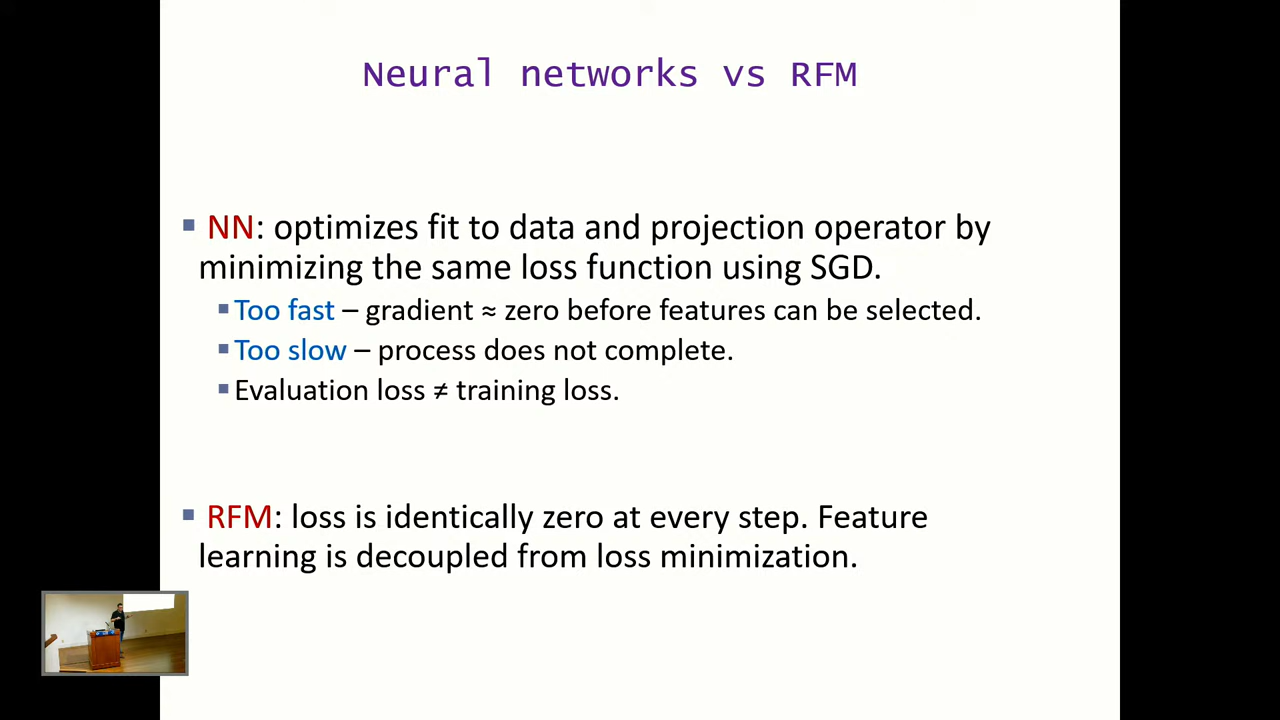 Neural networks vs RFM
▪ NN: optimizes fit to data and projection operator by
minimizing the same loss function using SGD.
▪ Too fast – gradient ≈ zero before features can be selected.
▪ Too slow – process does not complete.
▪ Evaluation loss ≠ training loss.
▪ RFM: loss is identically zero at every step. Feature
learning is decoupled from loss minimization.